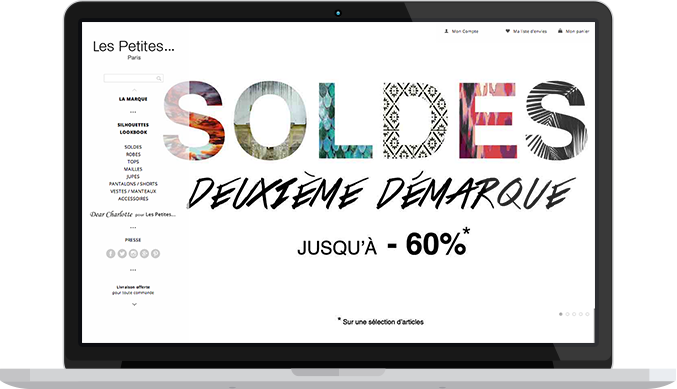 Les Petites...
Paris
Mon Compte
Ma liste d'envies
Mon panier
LA MARQUE
•••
SILHOUETTES
LOOKBOOK
SOLDES
ROBES
TOPS
MAILLES
JUPES
PANTALONS / SHORTS
VESTES / MANTEAUX
ACCESSOIRES
Dear Charlotte pour Les Petites...
•••
PRESSE
•••
Livraison offerte
pour toute commande
SOLDES
DEUXIÈME DÉMARQUE
JUSQU'À - 60%*
* Sur une sélection d'articles